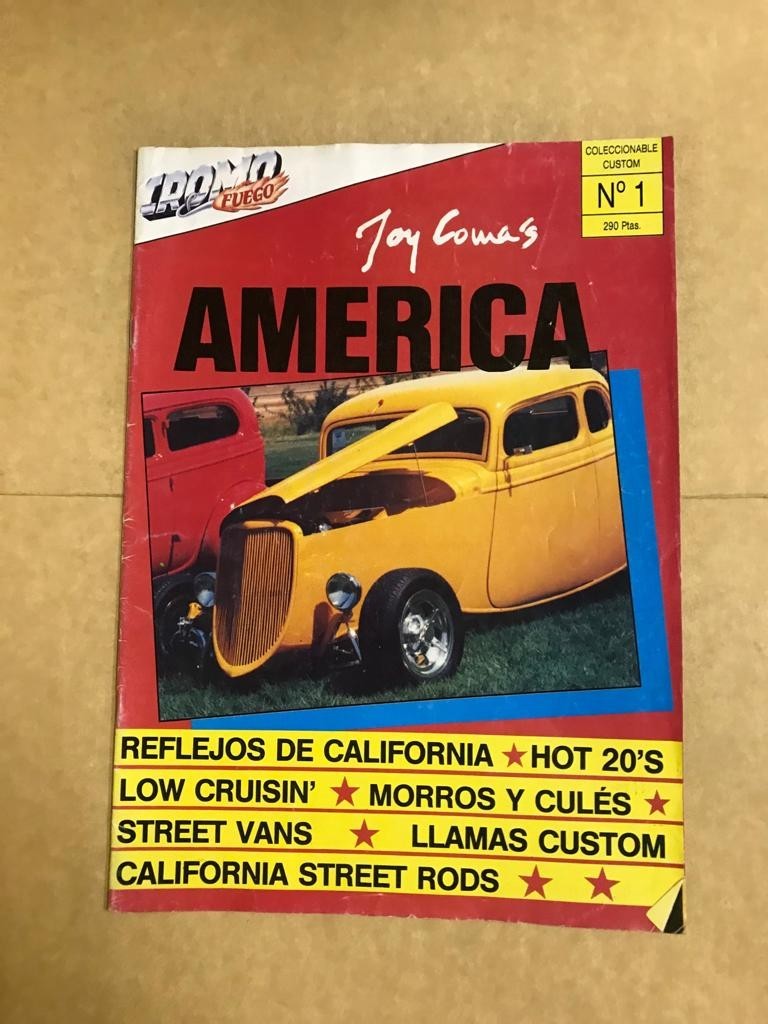 CROMO
FUEGO
COLECCIONABLE
CUSTOM
Nº 1
290 Ptas.
Joy Coma's
AMERICA
REFLEJOS DE CALIFORNIA ★ HOT 20'S
LOW CRUISIN' ★ MORROS Y CULÉS ★
STREET VANS ★ LLAMAS CUSTOM
CALIFORNIA STREET RODS ★ ★